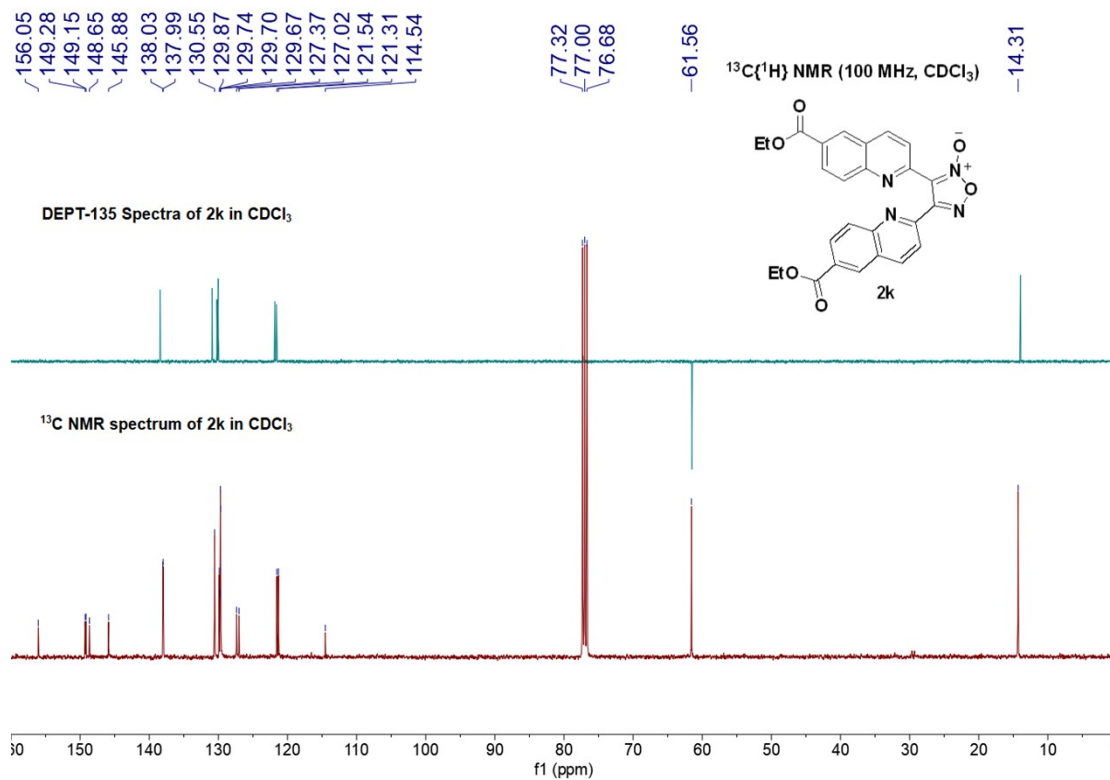 156.05
149.28
149.15
148.65
145.88
138.03
137.99
130.55
129.87
129.74
129.70
129.67
127.37
127.02
121.54
121.31
114.54
77.32
77.00
76.68
61.56
14.31
¹³C{¹H} NMR (100 MHz, CDCl₃)
O
EtO
N
O⁻
N⁺
O
N
N
EtO
O
2k
DEPT-135 Spectra of 2k in CDCl₃
¹³C NMR spectrum of 2k in CDCl₃
150 140 130 120 110 100 90 80 70 60 50 40 30 20 10
f1 (ppm)